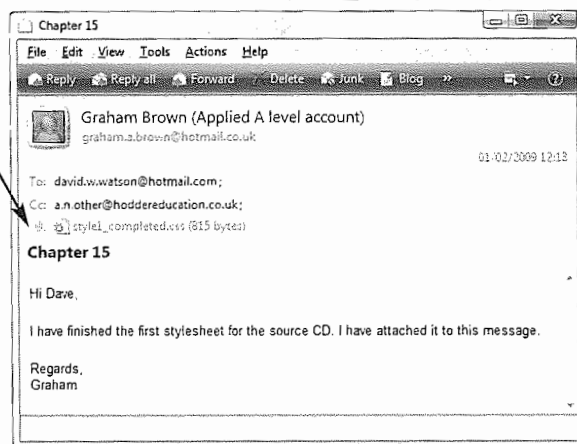 Chapter 15
File Edit View Tools Actions Help
Reply Reply all Forward Delete Junk Blog »
Graham Brown (Applied A level account)
graham.a.brown@hotmail.co.uk
01/02/2009 12:13
To: david.w.watson@hotmail.com;
Cc: a.n.other@hoddereducation.co.uk;
style1_completed.css (815 bytes)
Chapter 15
Hi Dave,
I have finished the first stylesheet for the source CD. I have attached it to this message.
Regards,
Graham